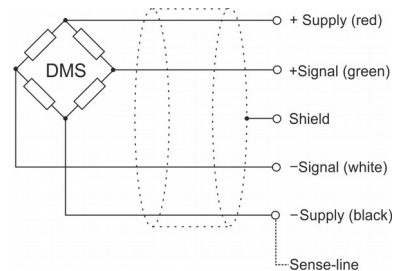 + Supply (red)
DMS
+Signal (green)
Shield
−Signal (white)
−Supply (black)
Sense-line